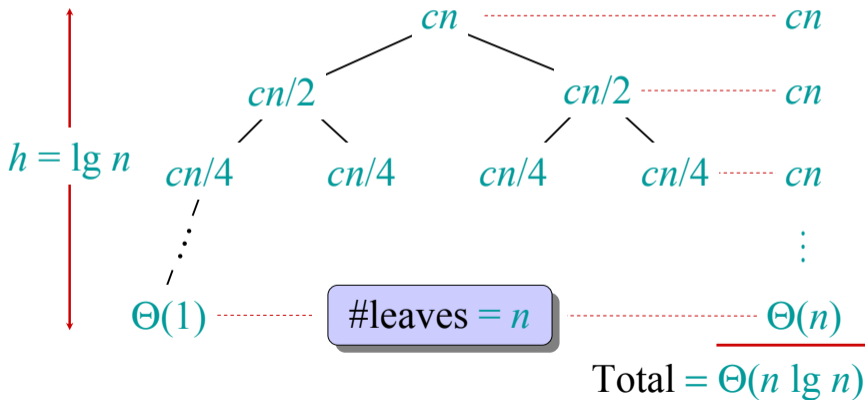 cn cn
cn/2 cn/2 cn
h = lg n cn/4 cn/4 cn/4 cn/4 cn
Θ(1) #leaves = n Θ(n)
Total = Θ(n lg n)